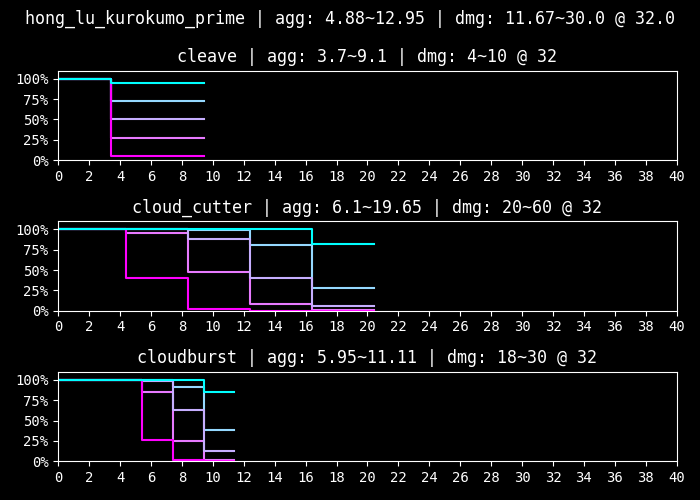 hong_lu_kurokumo_prime | agg: 4.88~12.95 | dmg: 11.67~30.0 @ 32.0
cleave | agg: 3.7~9.1 | dmg: 4~10 @ 32
100%
75%
50%
25%
0%
0 2 4 6 8 10 12 14 16 18 20 22 24 26 28 30 32 34 36 38 40
cloud_cutter | agg: 6.1~19.65 | dmg: 20~60 @ 32
100%
75%
50%
25%
0%
0 2 4 6 8 10 12 14 16 18 20 22 24 26 28 30 32 34 36 38 40
cloudburst | agg: 5.95~11.11 | dmg: 18~30 @ 32
100%
75%
50%
25%
0%
0 2 4 6 8 10 12 14 16 18 20 22 24 26 28 30 32 34 36 38 40